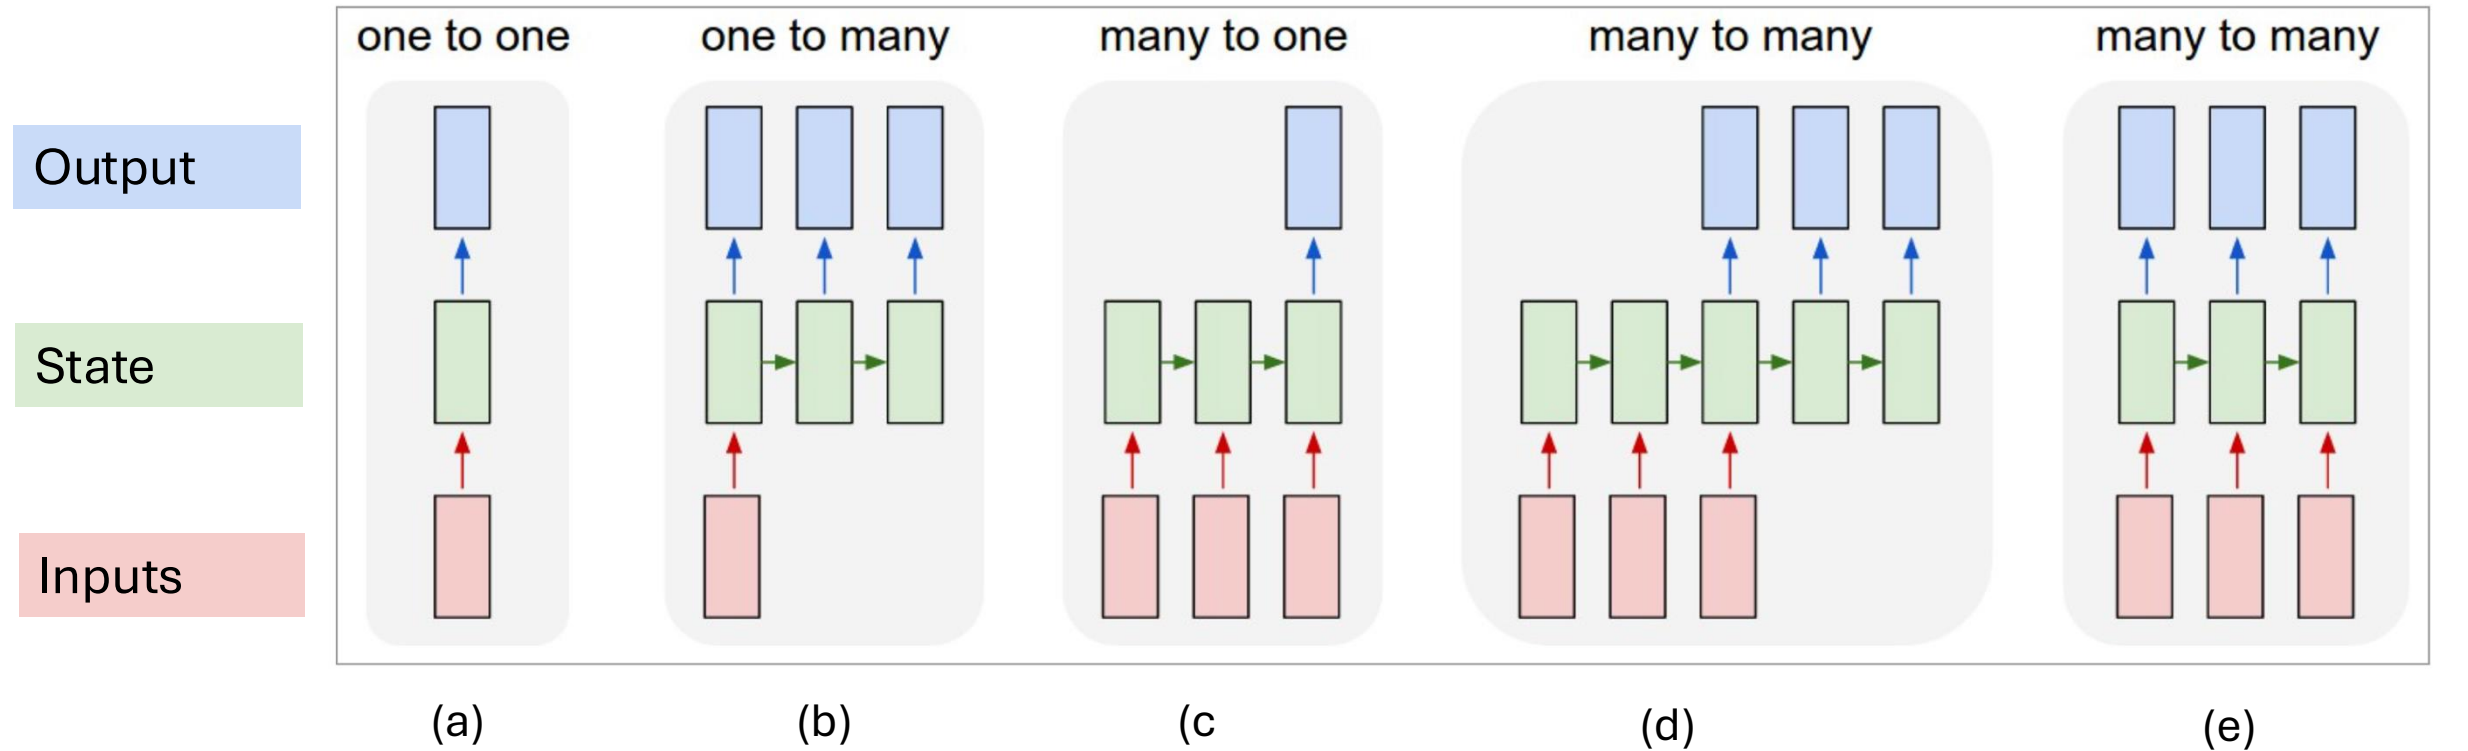 one to one
one to many
many to one
many to many
many to many
Output
State
Inputs
(a)
(b)
(c
(d)
(e)